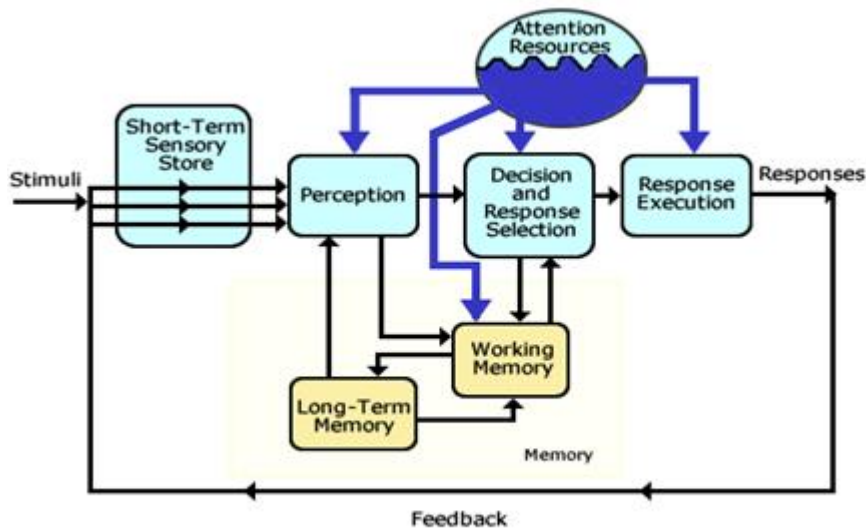 Attention
Resources
Short-Term
Sensory
Store
Stimuli
Perception
Decision
and
Response
Selection
Response
Execution
Responses
Working
Memory
Long-Term
Memory
Memory
Feedback